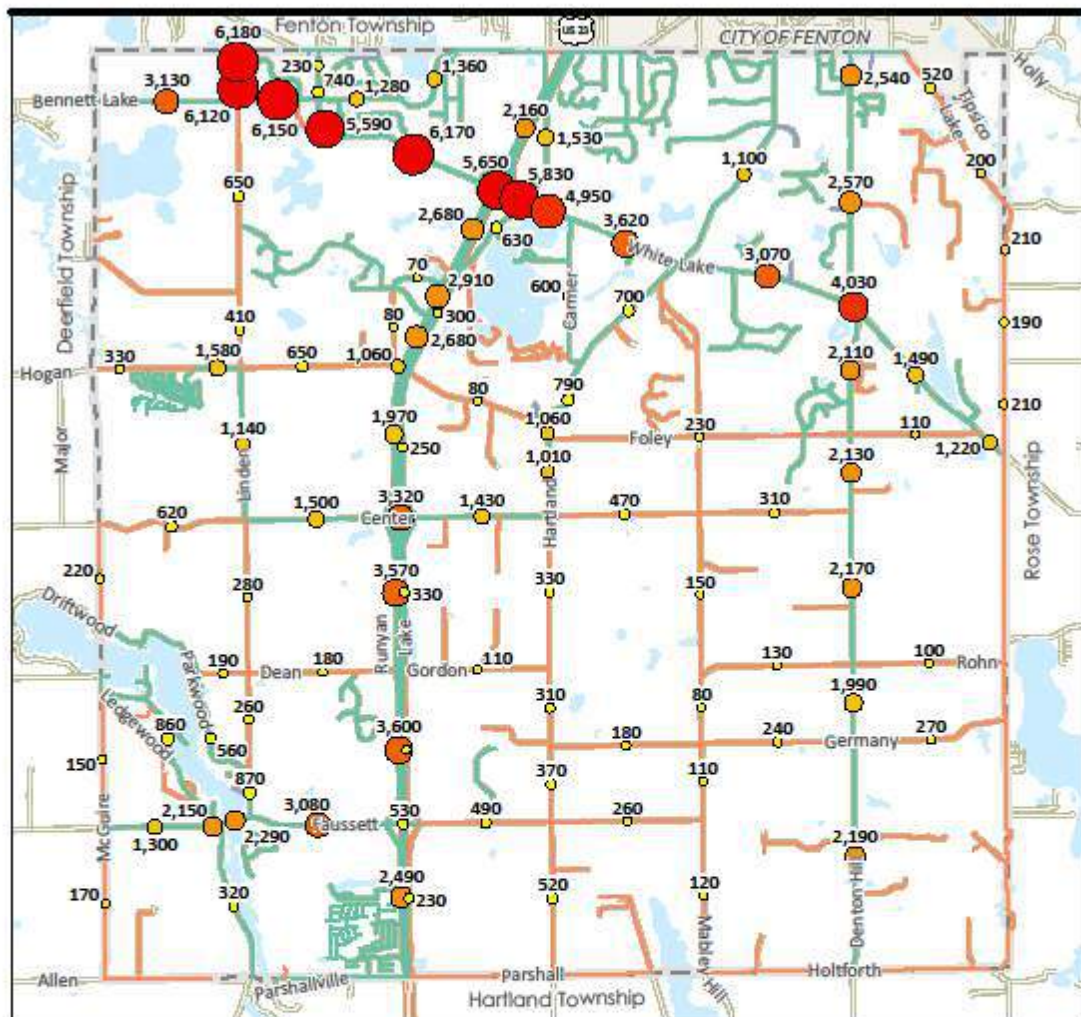 Fenton Township
US 23
CITY OF FENTON
6,180
230
1,360
3,130
740
1,280
2,540
520
Holly
Bennett Lake
6,120
6,150
5,590
2,160
Tipsico
Lake
6,170
1,530
1,100
200
5,650
5,830
650
4,950
2,570
Deerfield Township
2,680
630
3,620
210
White Lake
3,070
70
2,910
600
Carmer
700
4,030
410
80
300
190
330
1,580
650
1,060
2,680
2,110
1,490
Hogan
80
790
1,970
1,060
230
110
210
Major
1,140
250
Foley
1,220
Linden
1,010
2,130
Rose Township
1,500
3,320
1,430
Hartland
470
310
620
Center
220
280
3,570
330
330
150
2,170
Driftwood
Runyan
Lake
Parkwood
190
Dean
180
Gordon
110
130
100
Rohn
Ledgewood
860
260
310
80
1,990
560
3,600
180
240
Germany
270
150
870
370
110
McGuire
2,150
3,080
Faussett
530
490
260
1,300
2,290
2,190
170
320
2,490
230
520
120
Denton Hill
Mabley Hill
Allen
Parshallville
Parshall
Holtforth
Hartland Township